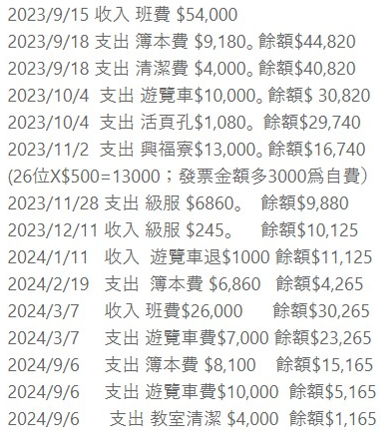 2023/9/15 收入 班費 $54,000
2023/9/18 支出 簿本費 $9,180。餘額$44,820
2023/9/18 支出 清潔費 $4,000。餘額$40,820
2023/10/4 支出 遊覽車$10,000。餘額$ 30,820
2023/10/4 支出 活頁孔$1,080。餘額$29,740
2023/11/2 支出 興福寮$13,000。餘額$16,740
(26位X$500=13000；發票金額多3000爲自費)
2023/11/28 支出 級服 $6860。 餘額$9,880
2023/12/11 收入 級服 $245。 餘額$10,125
2024/1/11 收入 遊覽車退$1000 餘額$11,125
2024/2/19 支出 簿本費 $6,860 餘額$4,265
2024/3/7 收入 班費$26,000 餘額$30,265
2024/3/7 支出 遊覽車費$7,000 餘額$23,265
2024/9/6 支出 簿本費 $8,100 餘額$15,165
2024/9/6 支出 遊覽車費$10,000 餘額$5,165
2024/9/6 支出 教室清潔 $4,000 餘額$1,165